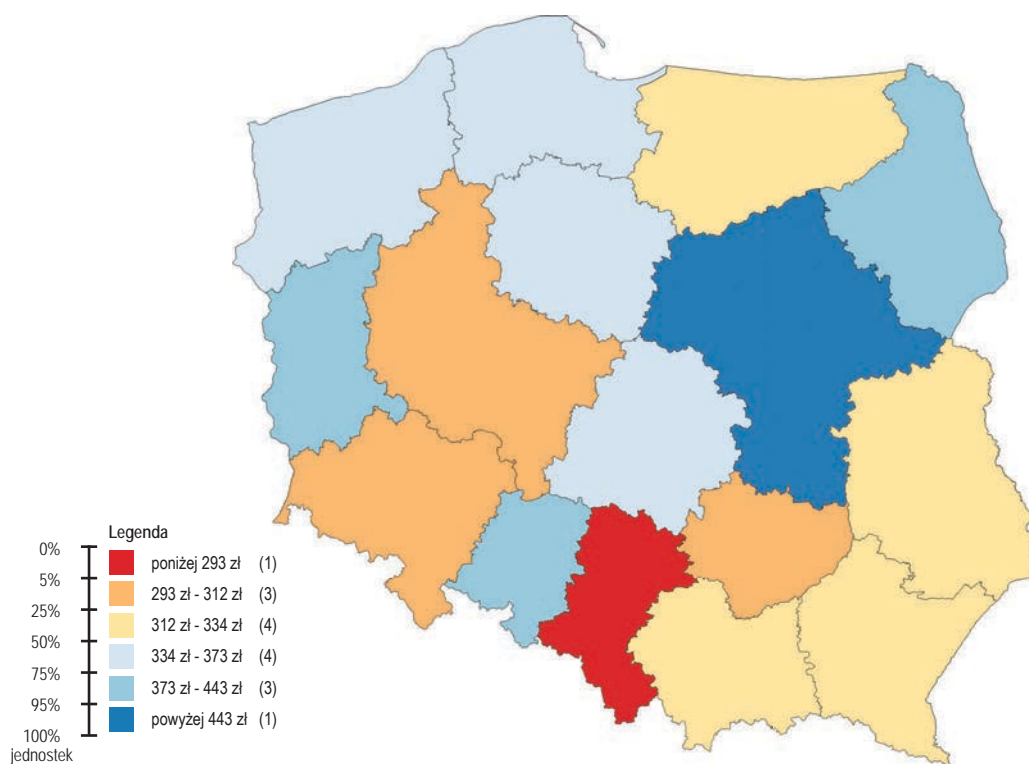 Legenda
0%
5%
25%
50%
75%
95%
100%
jednostek
poniżej 293 zł (1)
293 zł - 312 zł (3)
312 zł - 334 zł (4)
334 zł - 373 zł (4)
373 zł - 443 zł (3)
powyżej 443 zł (1)